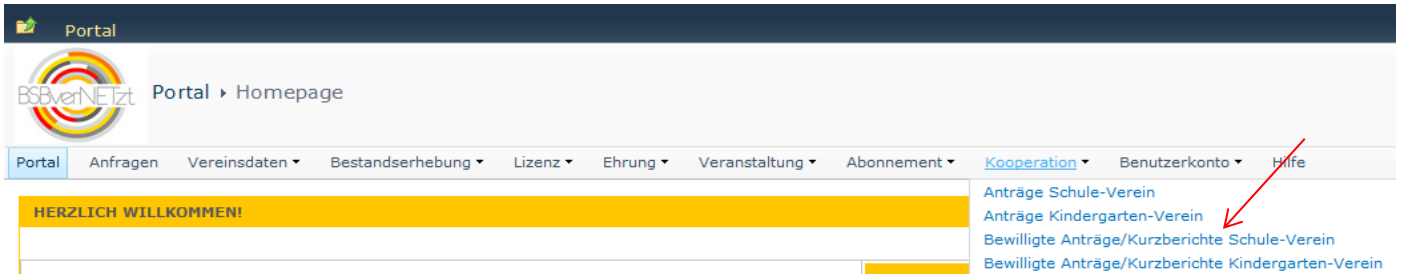 Portal
BSBverNETzt
Portal ▸ Homepage
Portal Anfragen Vereinsdaten Bestandserhebung Lizenz Ehrung Veranstaltung Abonnement Kooperation Benutzerkonto Hilfe
Anträge Schule-Verein
HERZLICH WILLKOMMEN!
Anträge Kindergarten-Verein
Bewilligte Anträge/Kurzberichte Schule-Verein
Bewilligte Anträge/Kurzberichte Kindergarten-Verein